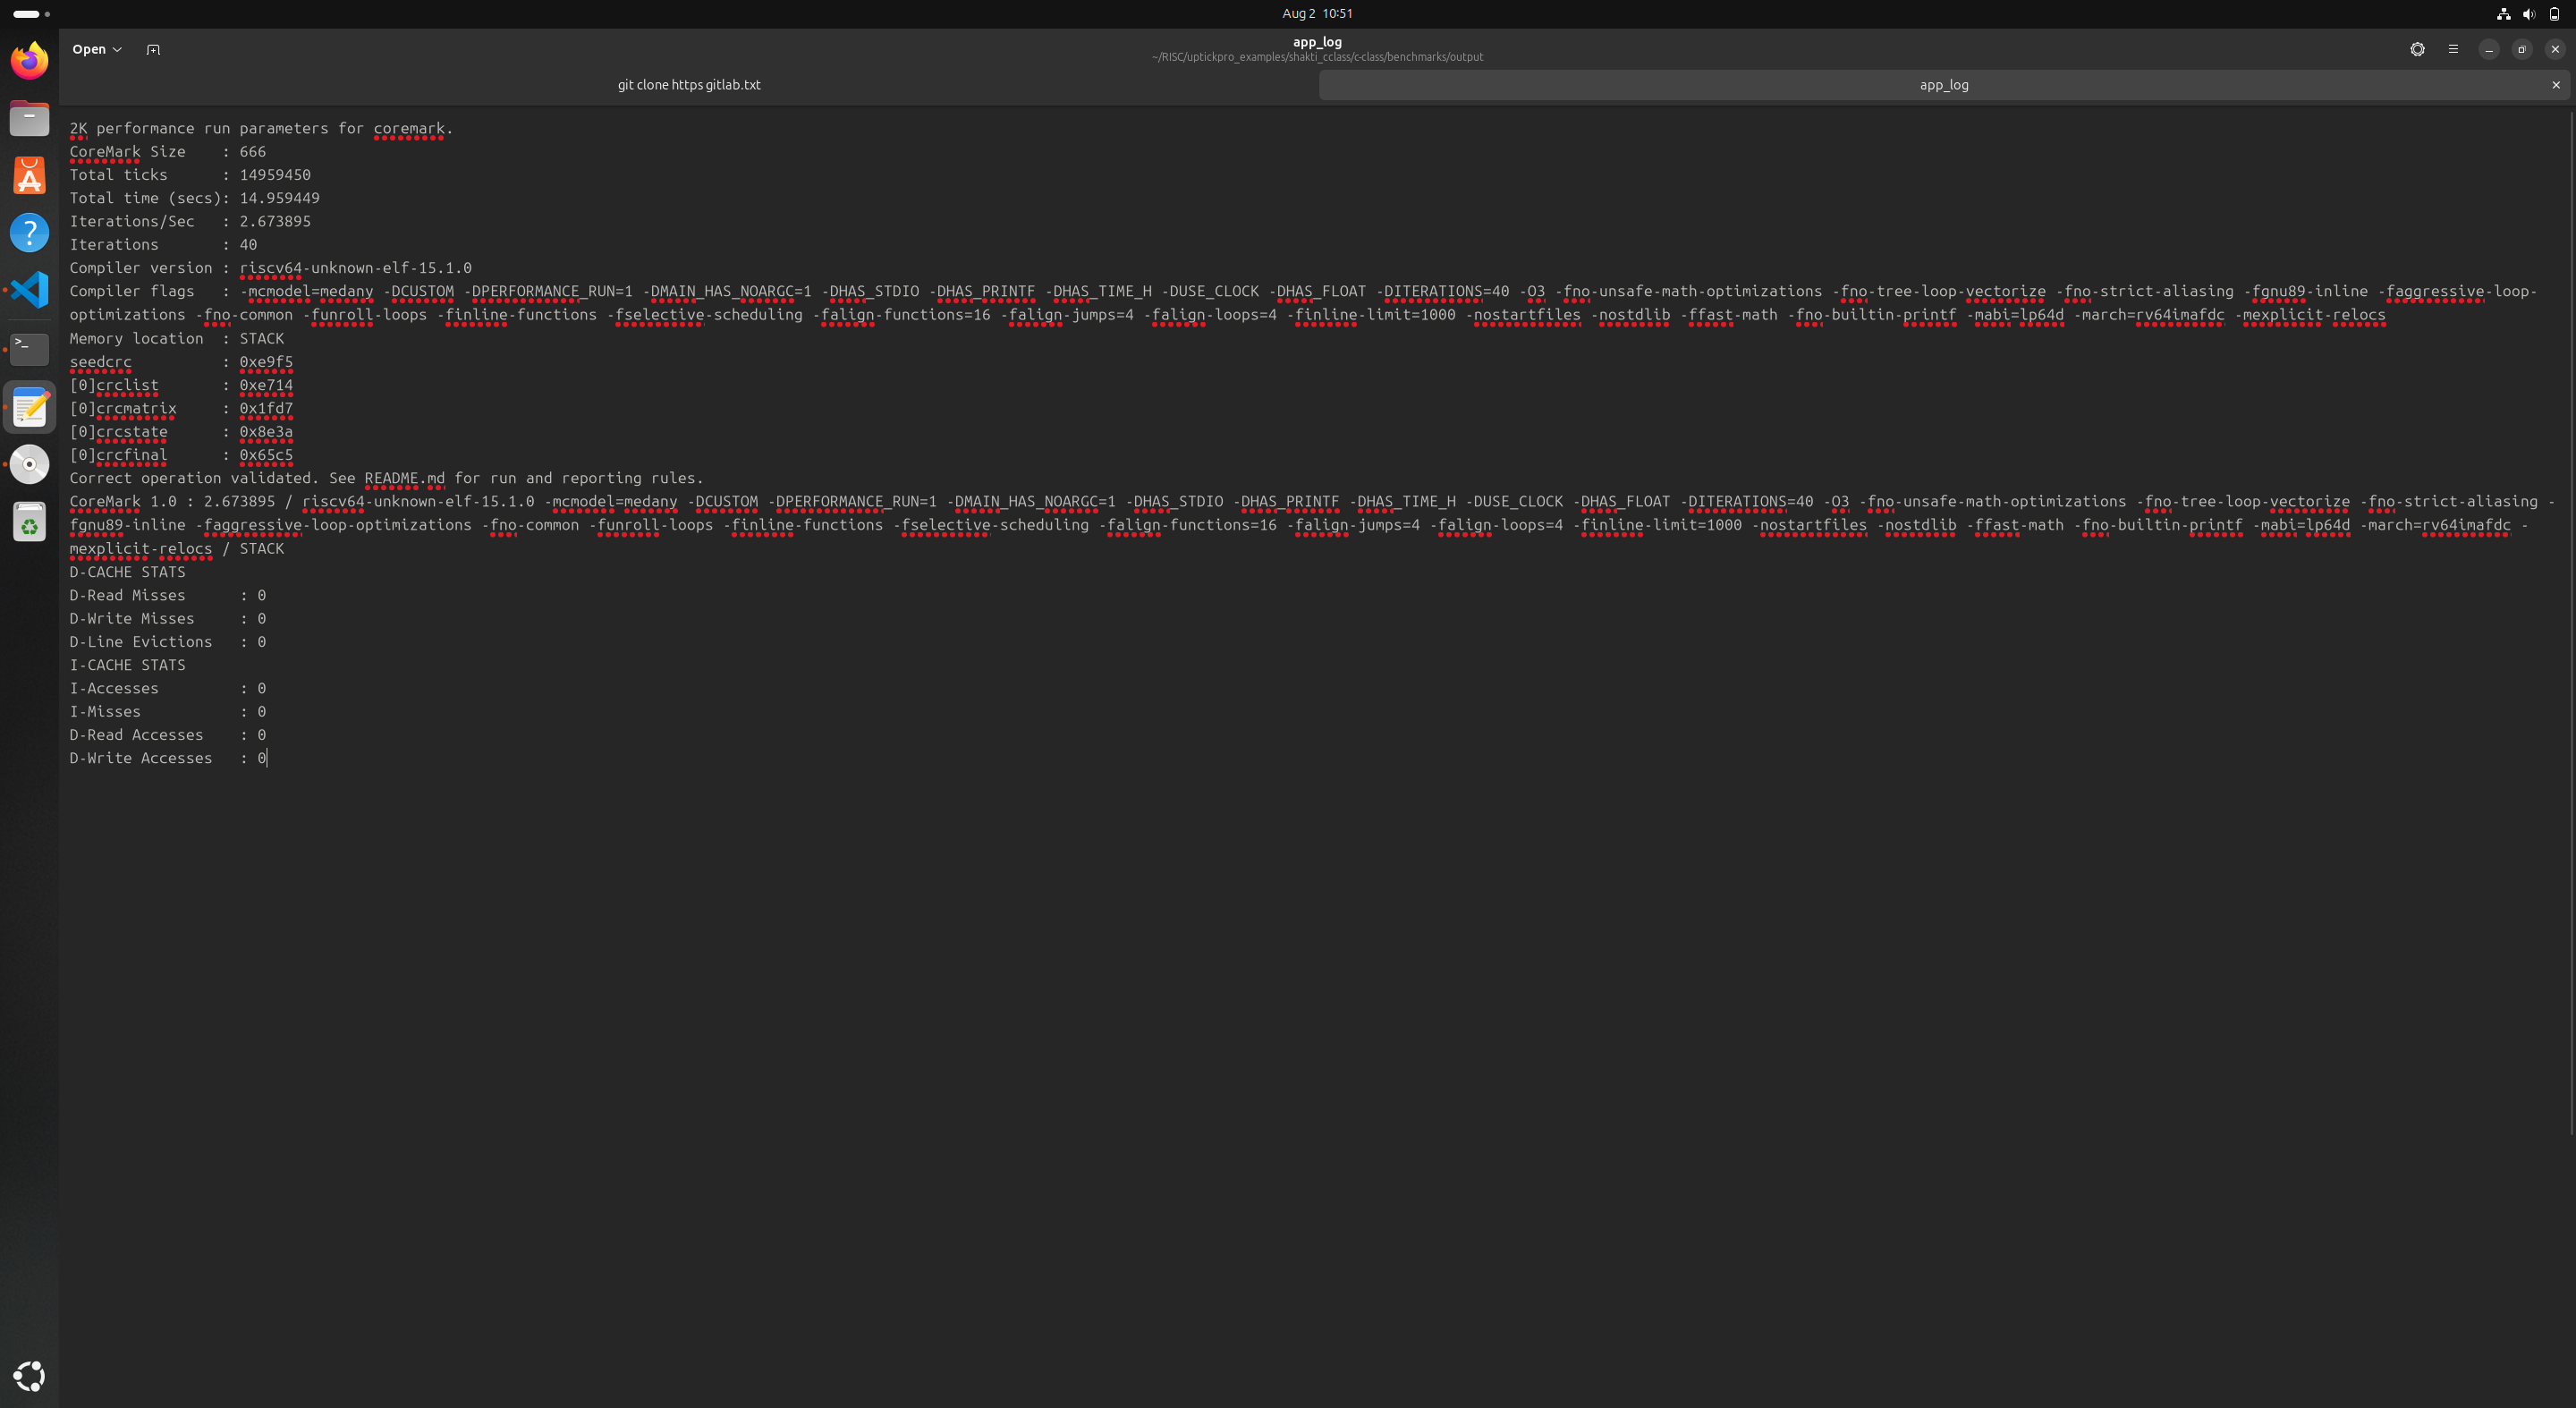 Aug 2 10:51
Open
app_log
~/RISC/uptickpro_examples/shakti_cclass/c-class/benchmarks/output
git clone https gitlab.txt
app_log
2K performance run parameters for coremark.
CoreMark Size    : 666
Total ticks      : 14959450
Total time (secs): 14.959449
Iterations/Sec   : 2.673895
Iterations       : 40
Compiler version : riscv64-unknown-elf-15.1.0
Compiler flags   : -mcmodel=medany -DCUSTOM -DPERFORMANCE_RUN=1 -DMAIN_HAS_NOARGC=1 -DHAS_STDIO -DHAS_PRINTF -DHAS_TIME_H -DUSE_CLOCK -DHAS_FLOAT -DITERATIONS=40 -O3 -fno-unsafe-math-optimizations -fno-tree-loop-vectorize -fno-strict-aliasing -fgnu89-inline -faggressive-loop-
optimizations -fno-common -funroll-loops -finline-functions -fselective-scheduling -falign-functions=16 -falign-jumps=4 -falign-loops=4 -finline-limit=1000 -nostartfiles -nostdlib -ffast-math -fno-builtin-printf -mabi=lp64d -march=rv64imafdc -mexplicit-relocs
Memory location  : STACK
seedcrc          : 0xe9f5
[0]crclist       : 0xe714
[0]crcmatrix     : 0x1fd7
[0]crcstate      : 0x8e3a
[0]crcfinal      : 0x65c5
Correct operation validated. See README.md for run and reporting rules.
CoreMark 1.0 : 2.673895 / riscv64-unknown-elf-15.1.0 -mcmodel=medany -DCUSTOM -DPERFORMANCE_RUN=1 -DMAIN_HAS_NOARGC=1 -DHAS_STDIO -DHAS_PRINTF -DHAS_TIME_H -DUSE_CLOCK -DHAS_FLOAT -DITERATIONS=40 -O3 -fno-unsafe-math-optimizations -fno-tree-loop-vectorize -fno-strict-aliasing -
fgnu89-inline -faggressive-loop-optimizations -fno-common -funroll-loops -finline-functions -fselective-scheduling -falign-functions=16 -falign-jumps=4 -falign-loops=4 -finline-limit=1000 -nostartfiles -nostdlib -ffast-math -fno-builtin-printf -mabi=lp64d -march=rv64imafdc -
mexplicit-relocs / STACK
D-CACHE STATS
D-Read Misses      : 0
D-Write Misses     : 0
D-Line Evictions   : 0
I-CACHE STATS
I-Accesses         : 0
I-Misses           : 0
D-Read Accesses    : 0
D-Write Accesses   : 0